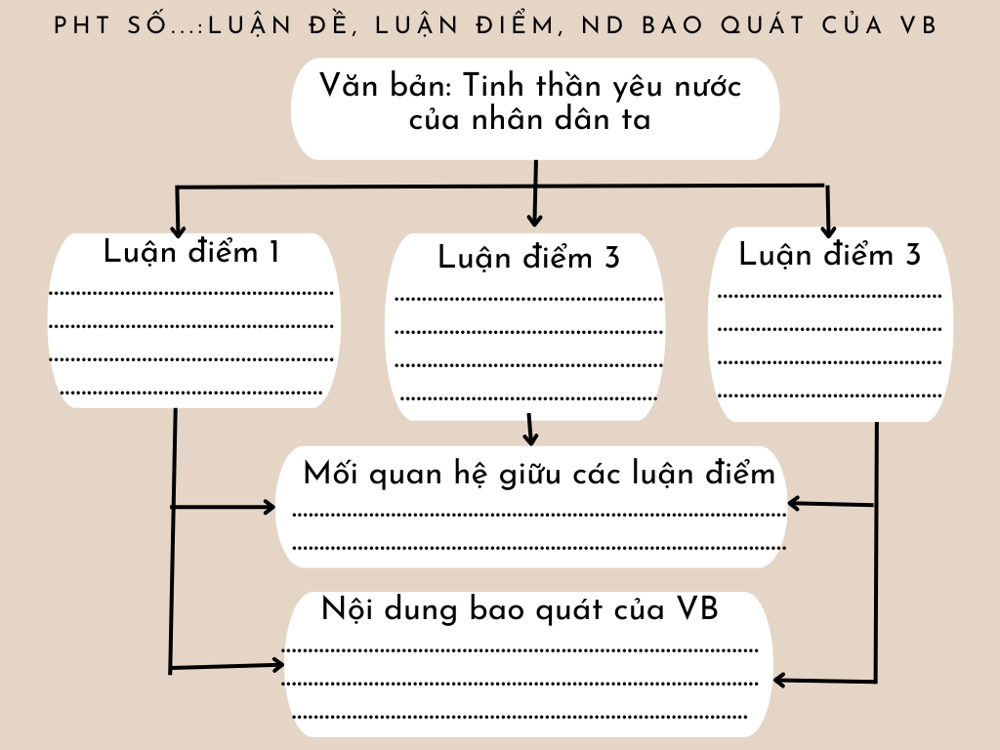 PHT SỐ...:LUẬN ĐỀ, LUẬN ĐIỂM, ND BAO QUÁT CỦA VB
Văn bản: Tinh thần yêu nước
của nhân dân ta
Luận điểm 1
......................................................
......................................................
......................................................
..................................................
Luận điểm 3
...................................................
...................................................
...................................................
.................................................
Luận điểm 3
...........................................
...........................................
...........................................
...........................................
Mối quan hệ giữu các luận điểm
..............................................................................................
..............................................................................................
Nội dung bao quát của VB
...........................................................................................
...........................................................................................
.......................................................................................